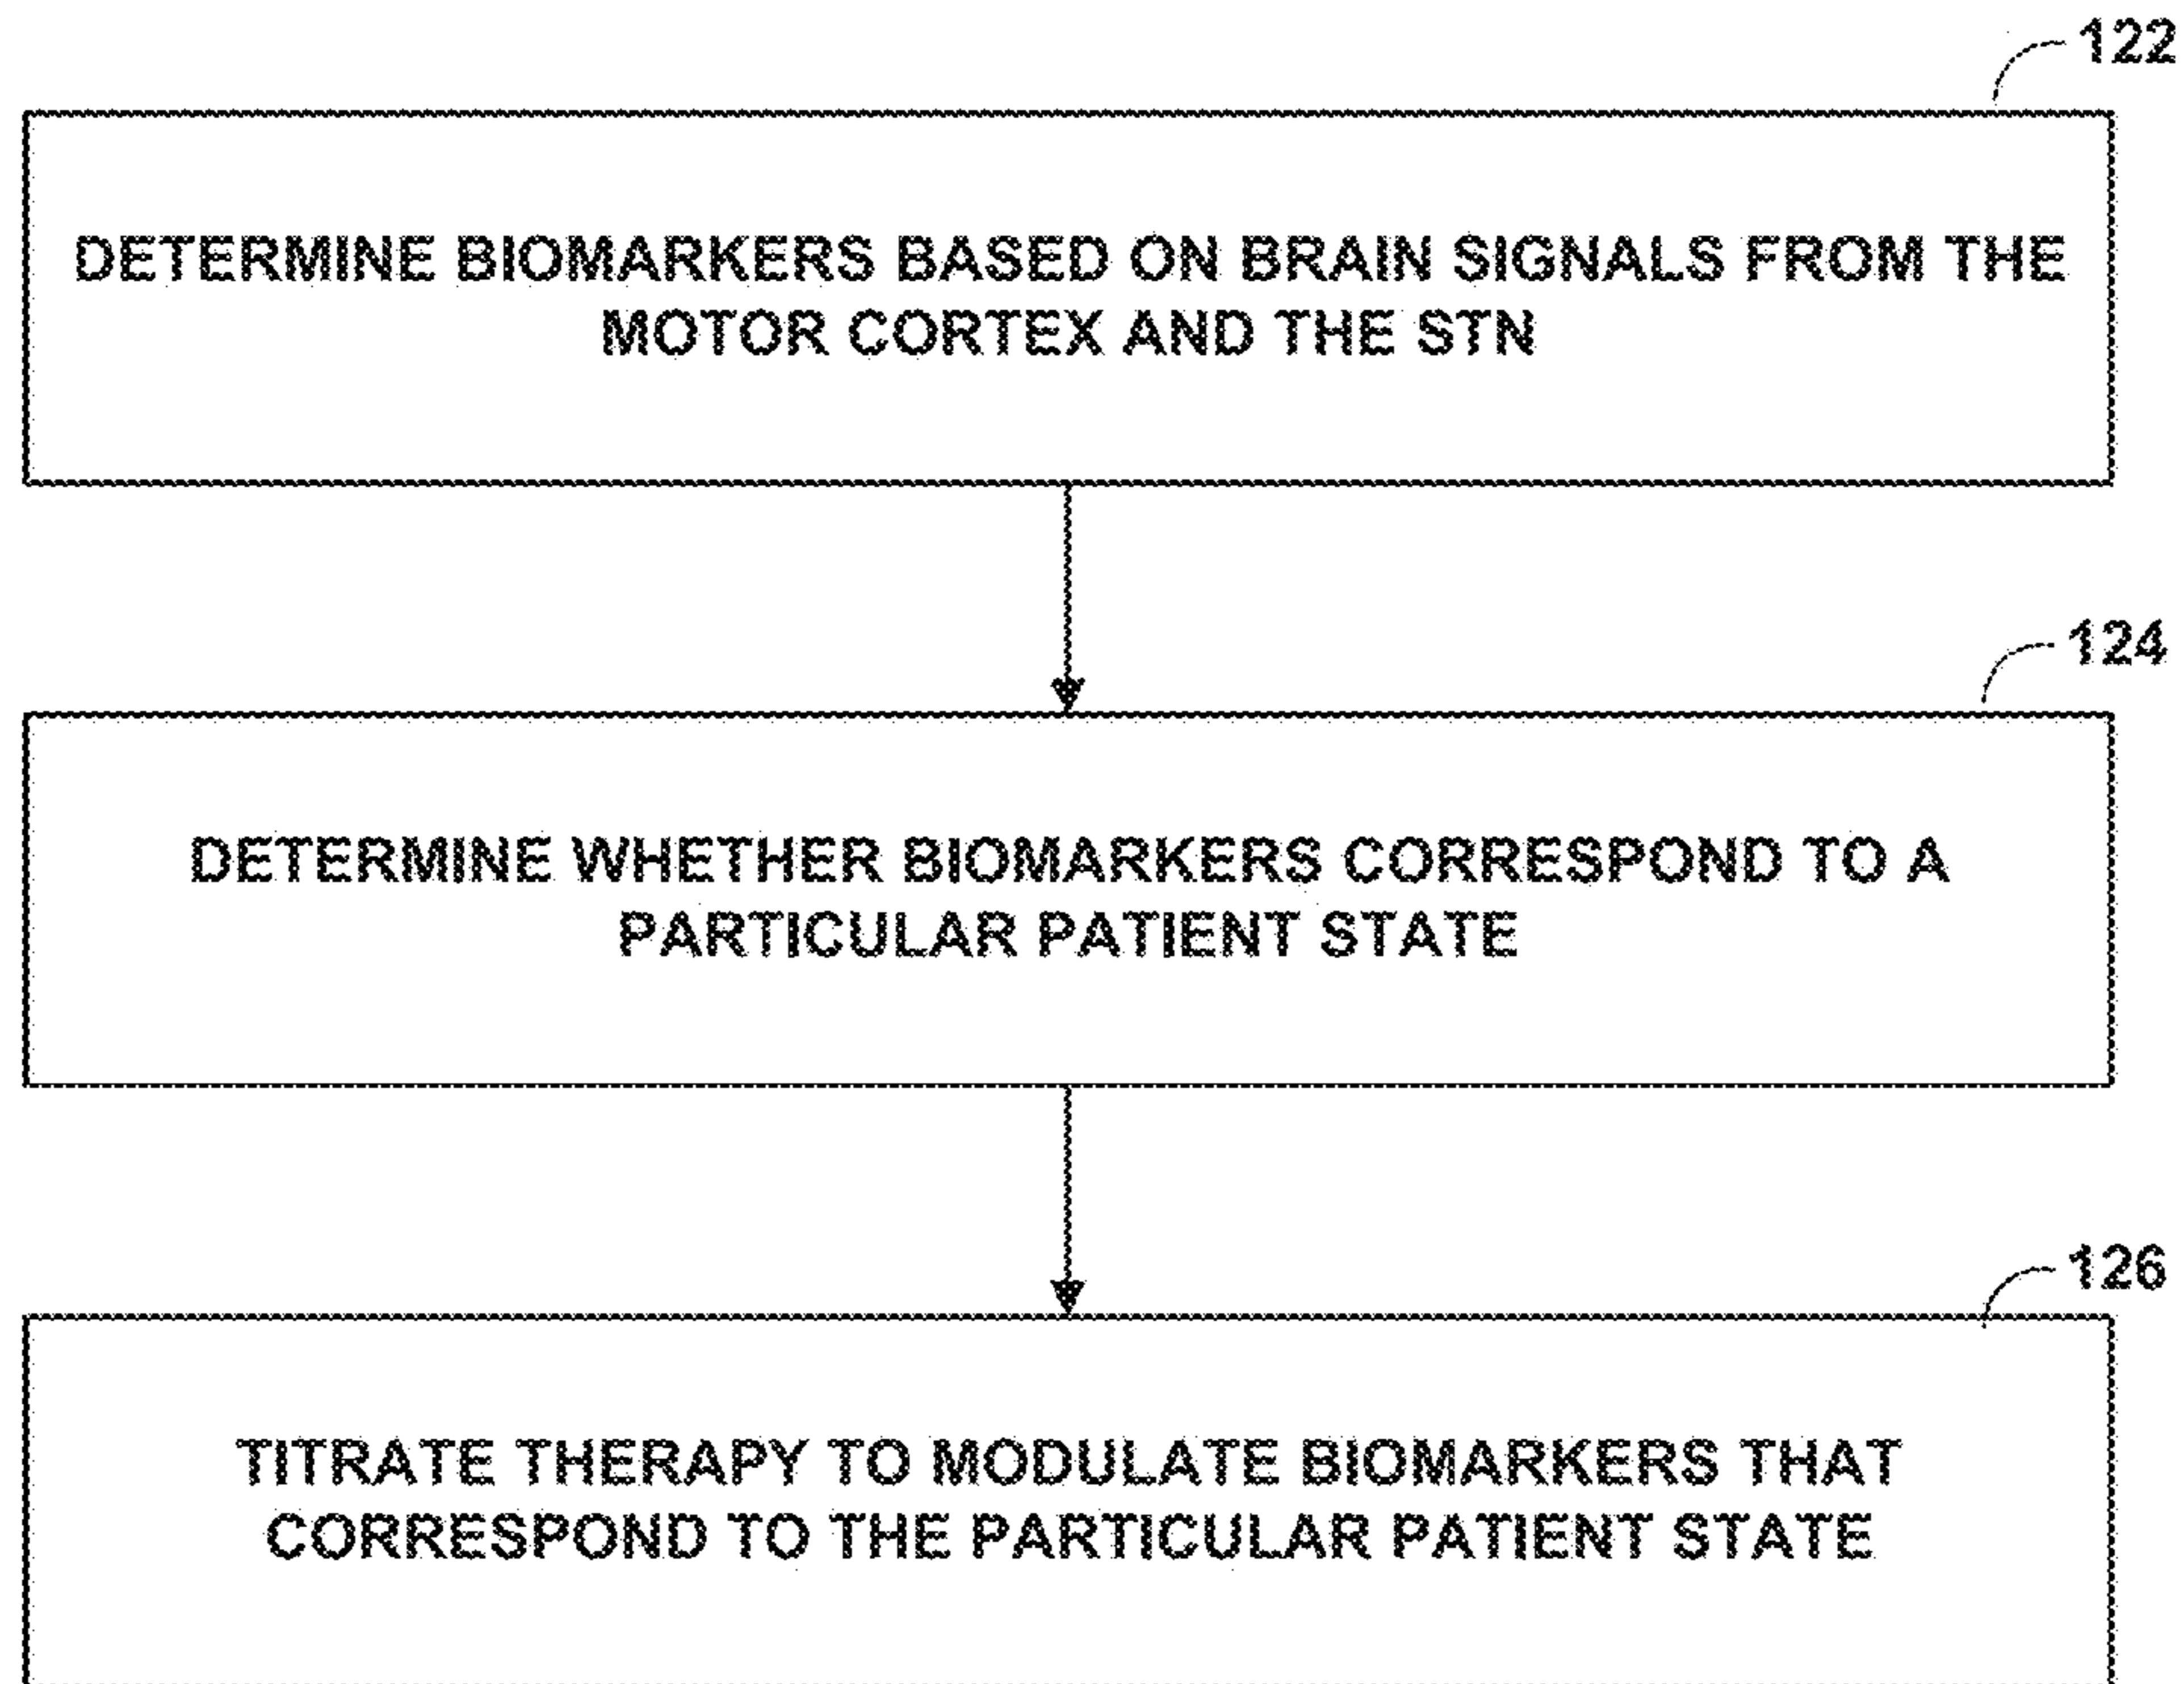 122
DETERMINE BIOMARKERS BASED ON BRAIN SIGNALS FROM THE
MOTOR CORTEX AND THE STN
124
DETERMINE WHETHER BIOMARKERS CORRESPOND TO A
PARTICULAR PATIENT STATE
126
TITRATE THERAPY TO MODULATE BIOMARKERS THAT
CORRESPOND TO THE PARTICULAR PATIENT STATE